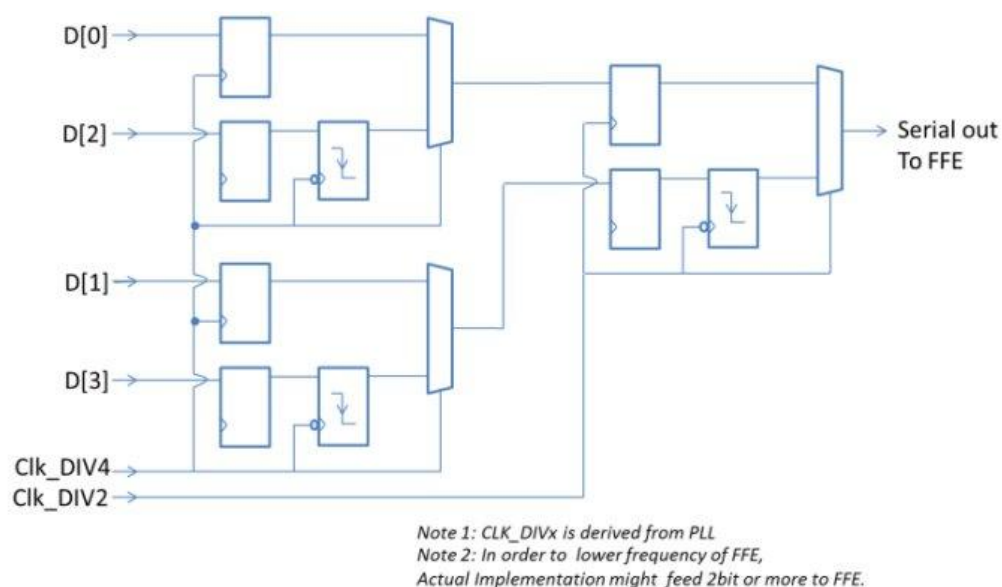 D[0]
D[2]
Serial out
To FFE
D[1]
D[3]
Clk_DIV4
Clk_DIV2
Note 1: CLK_DIVx is derived from PLL
Note 2: In order to lower frequency of FFE,
Actual Implementation might feed 2bit or more to FFE.